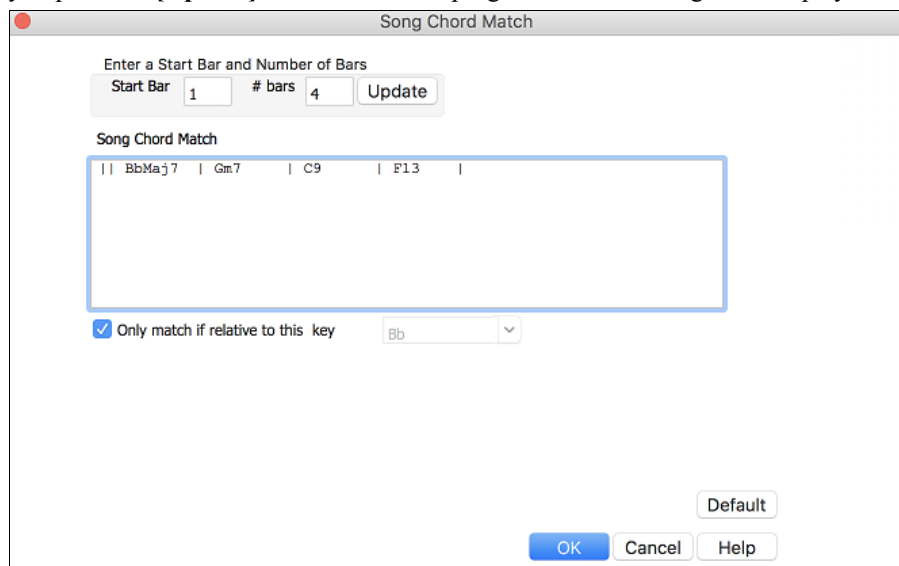 Song Chord Match
Enter a Start Bar and Number of Bars
Start Bar 1 # bars 4 Update
Song Chord Match
|| BbMaj7 | Gm7 | C9 | F13 |
Only match if relative to this key Bb
Default
OK Cancel Help